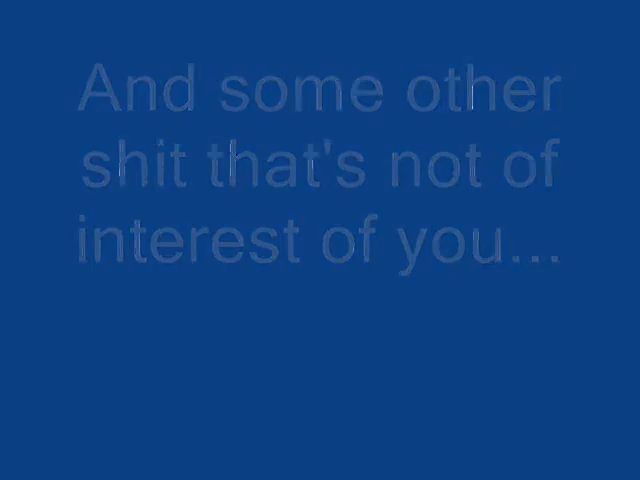 And some other
shit that's not of
interest of you...